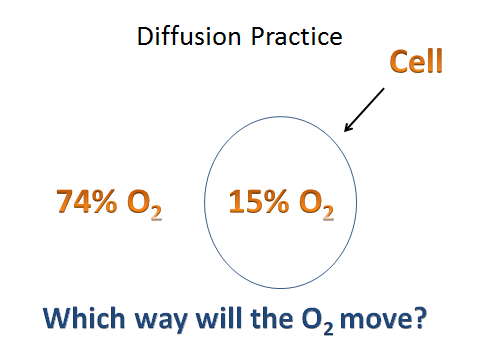 Diffusion Practice
Cell
74% O₂
15% O₂
Which way will the O₂ move?